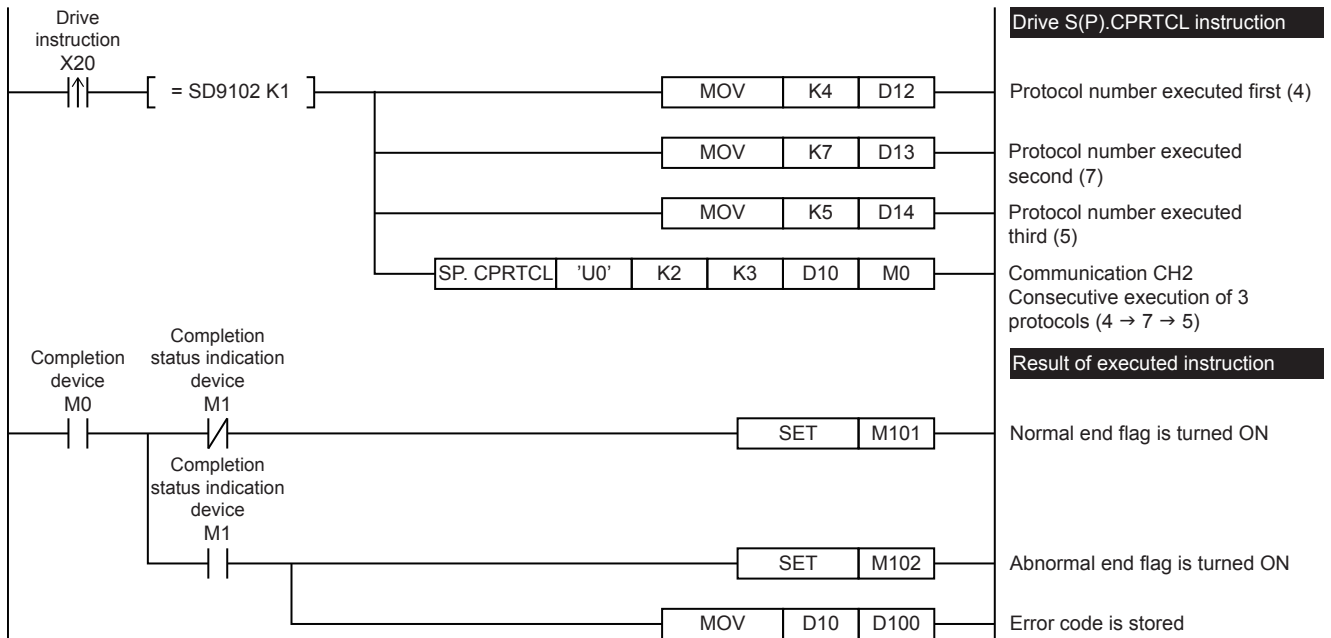 Drive
instruction
X20
Drive S(P).CPRTCL instruction
= SD9102 K1
MOV K4 D12
Protocol number executed first (4)
MOV K7 D13
Protocol number executed
second (7)
MOV K5 D14
Protocol number executed
third (5)
SP. CPRTCL 'U0' K2 K3 D10 M0
Communication CH2
Consecutive execution of 3
protocols (4 → 7 → 5)
Completion
device
M0
Completion
status indication
device
M1
Result of executed instruction
SET M101
Normal end flag is turned ON
Completion
status indication
device
M1
SET M102
Abnormal end flag is turned ON
MOV D10 D100
Error code is stored